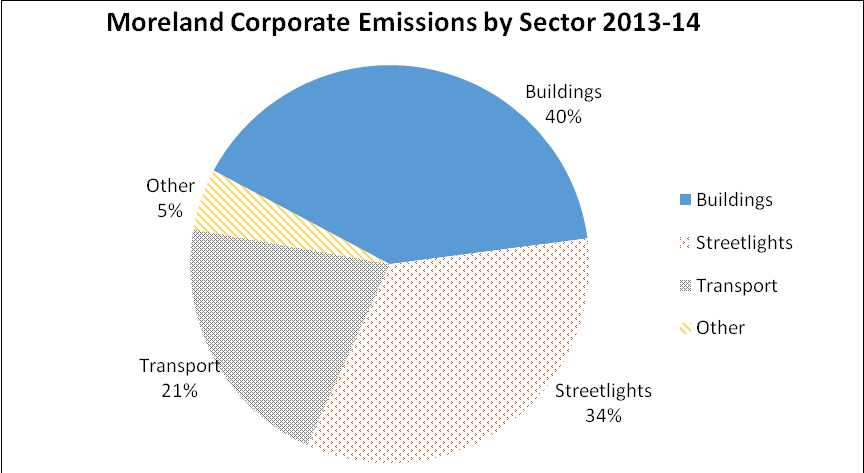 Moreland Corporate Emissions by Sector 2013-14
Buildings
40%
Other
5%
Transport
21%
Streetlights
34%
Buildings
Streetlights
Transport
Other